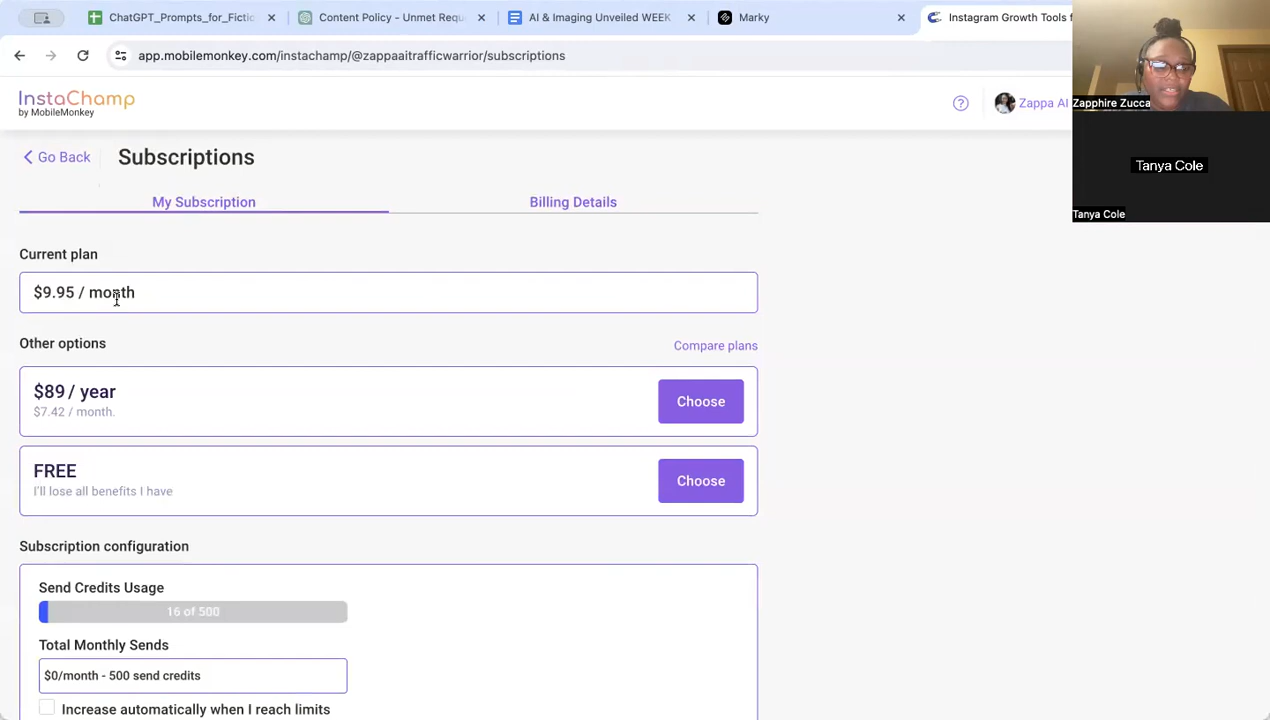 ChatGPT_Prompts_for_Fictio
Content Policy - Unmet Requ
AI & Imaging Unveiled WEEK
Marky
Instagram Growth Tools f
app.mobilemonkey.com/instachamp/@zappaaitrafficwarrior/subscriptions
InstaChamp
by MobileMonkey
Zappa AI
Zapphire Zucca
Tanya Cole
Tanya Cole
Go Back
Subscriptions
My Subscription
Billing Details
Current plan
$9.95 / month
Other options
Compare plans
$89 / year
$7.42 / month.
Choose
FREE
I'll lose all benefits I have
Choose
Subscription configuration
Send Credits Usage
16 of 500
Total Monthly Sends
$0/month - 500 send credits
Increase automatically when I reach limits